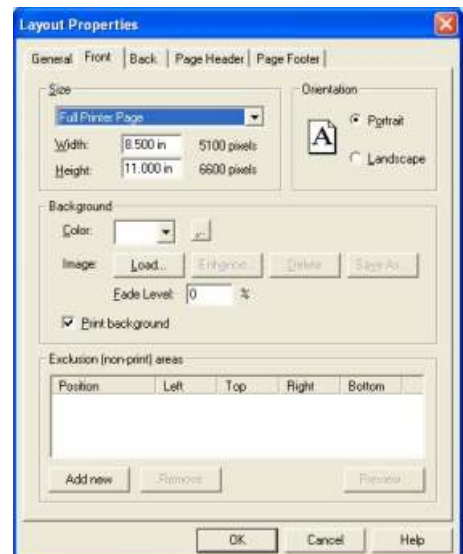 Layout Properties
General Front Back Page Header Page Footer
Size
Orientation
Full Printer Page
Width: 8.500 in 5100 pixels
Height: 11.000 in 6600 pixels
A
Portrait
Landscape
Background
Color:
Image: Load... Enhance... Delete Save As...
Fade Level: 0 %
Print background
Exclusion (non-print) areas
Position Left Top Right Bottom
Add new Remove Preview...
OK Cancel Help